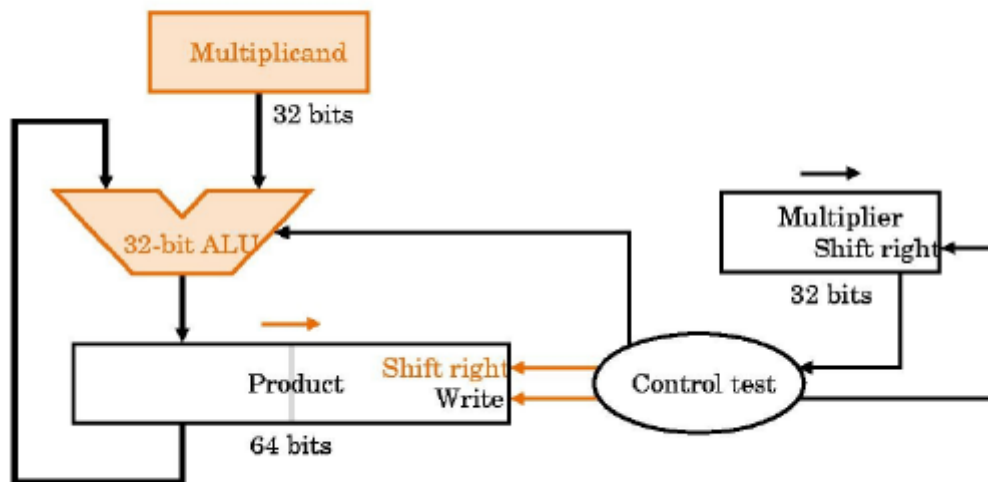 Multiplicand
32 bits
32-bit ALU
Multiplier
Shift right
32 bits
Product
Shift right
Write
Control test
64 bits